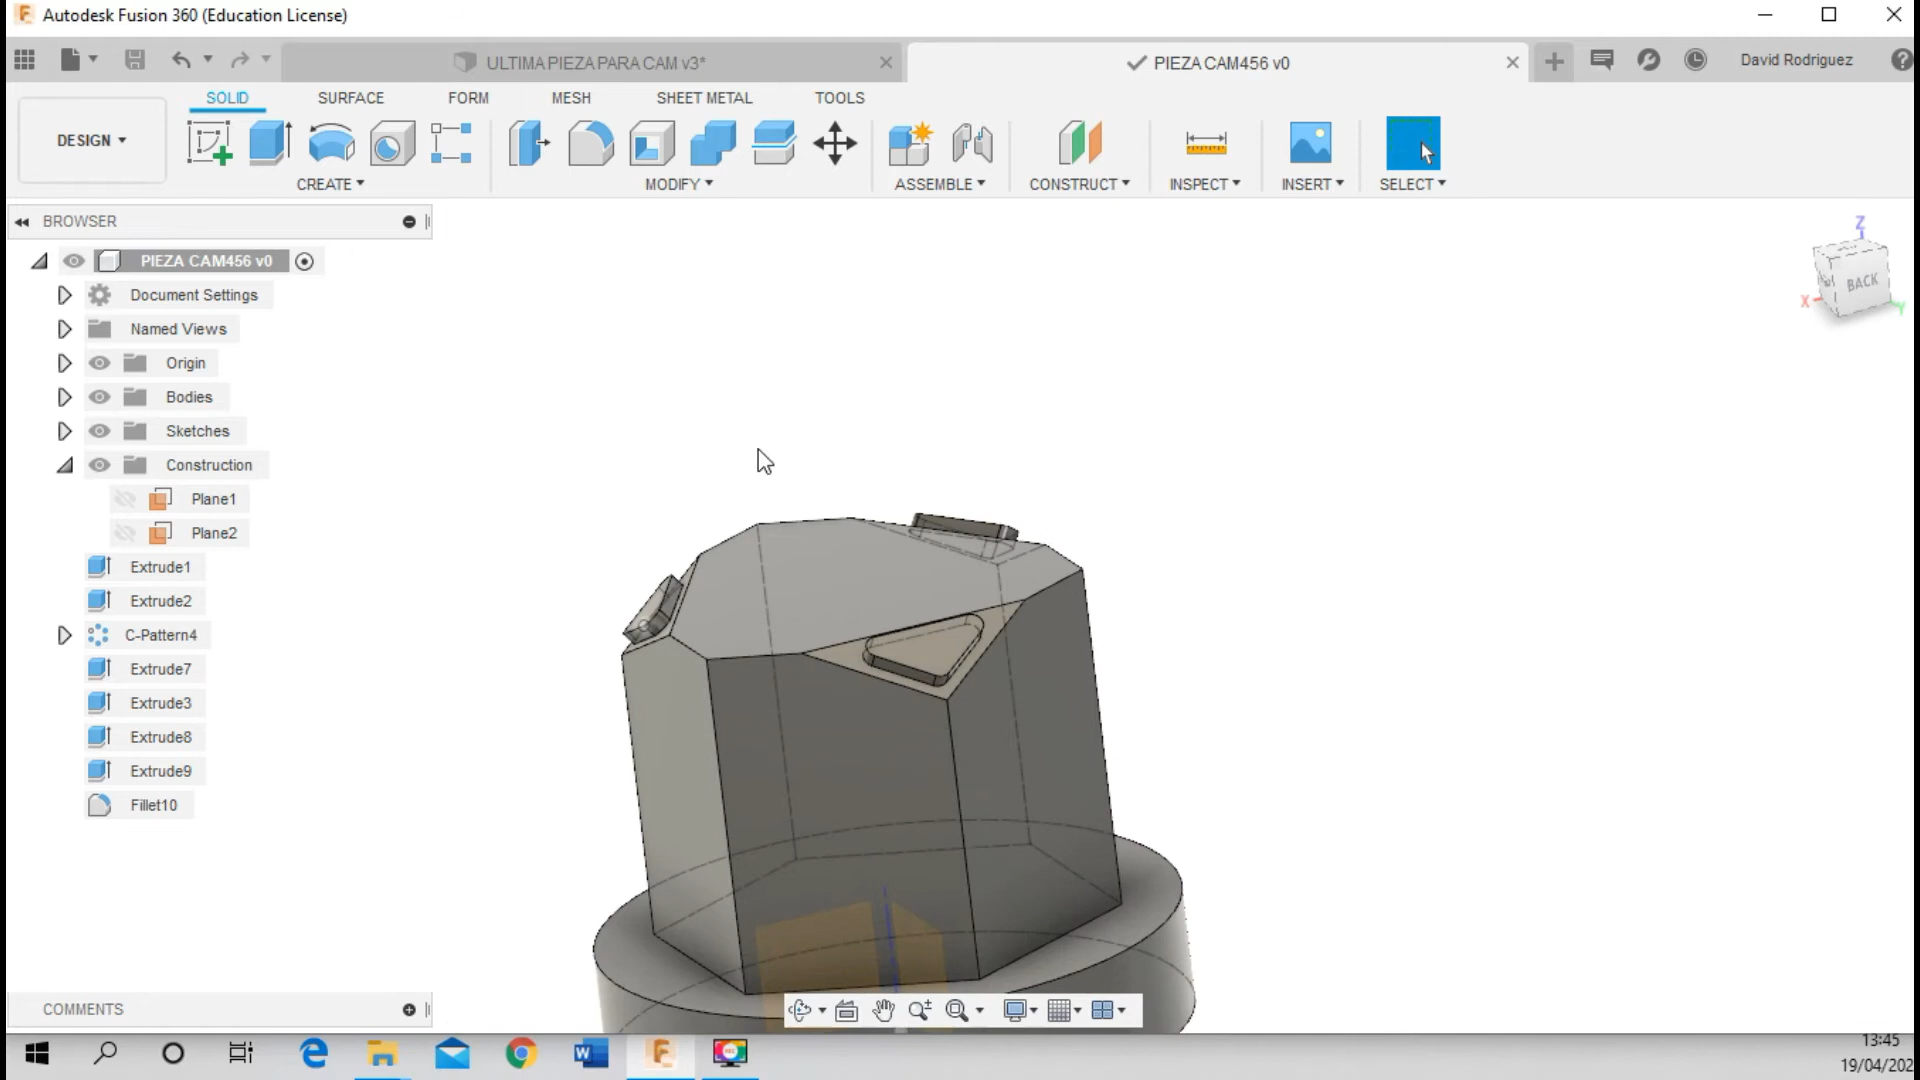 Autodesk Fusion 360 (Education License)
ULTIMA PIEZA PARA CAM v3*
PIEZA CAM456 v0
David Rodriguez
DESIGN
SOLID
SURFACE
FORM
MESH
SHEET METAL
TOOLS
CREATE
MODIFY
ASSEMBLE
CONSTRUCT
INSPECT
INSERT
SELECT
BROWSER
PIEZA CAM456 v0
Document Settings
Named Views
Origin
Bodies
Sketches
Construction
Plane1
Plane2
Extrude1
Extrude2
C-Pattern4
Extrude7
Extrude3
Extrude8
Extrude9
Fillet10
Z
BACK
X
Y
COMMENTS
13:45
19/04/202